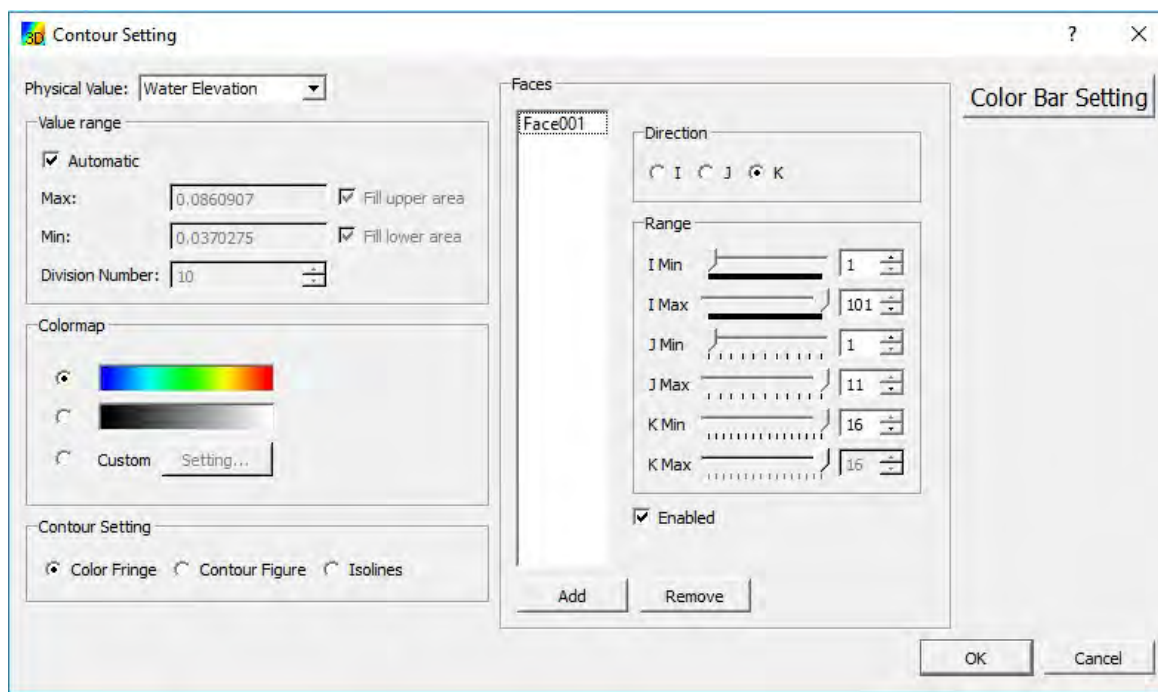 3D Contour Setting ? 
Physical Value: Water Elevation
Value range
Automatic
Max: 0.0860907 Fill upper area
Min: 0.0370275 Fill lower area
Division Number: 10
Colormap
Custom Setting...
Contour Setting
Color Fringe Contour Figure Isolines
Faces
Face001
Direction
I J K
Range
I Min 1
I Max 101
J Min 1
J Max 11
K Min 16
K Max 16
Enabled
Add Remove
Color Bar Setting
OK Cancel